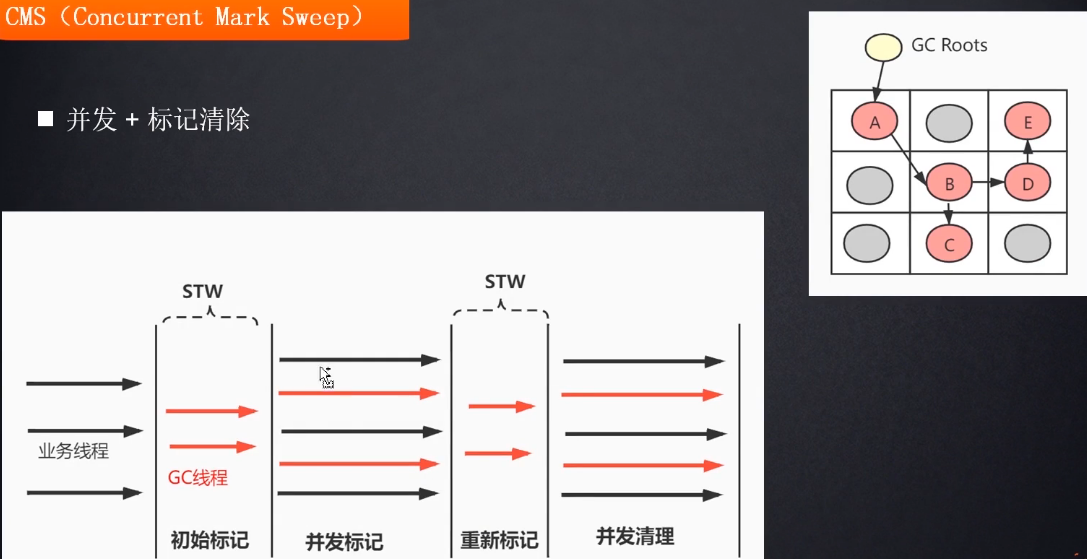 CMS（Concurrent Mark Sweep）
并发 + 标记清除
GC Roots
A
E
B
D
C
STW
STW
业务线程
GC线程
初始标记
并发标记
重新标记
并发清理